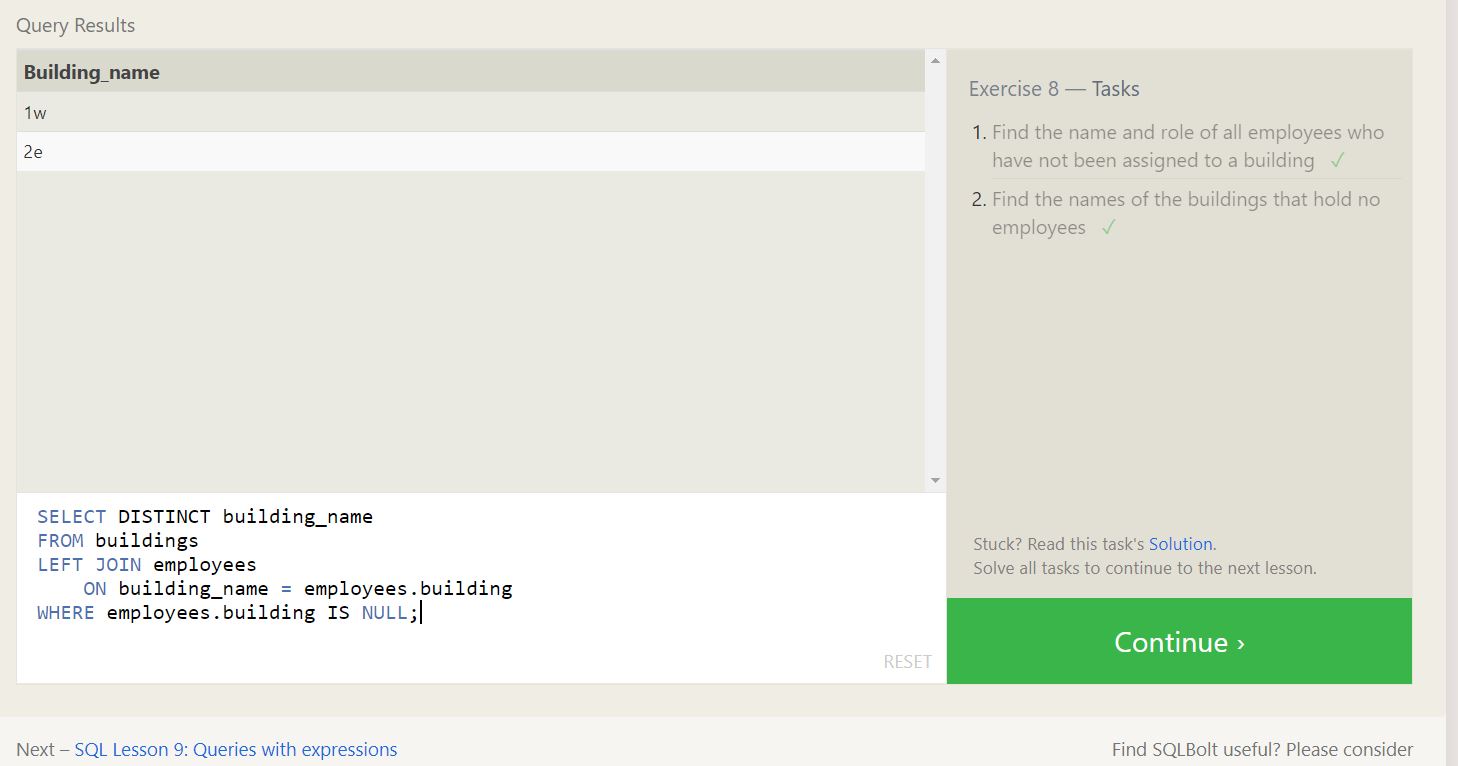 Query Results
Building_name
1w
2e
Exercise 8 — Tasks
1. Find the name and role of all employees who
have not been assigned to a building ✓
2. Find the names of the buildings that hold no
employees ✓
SELECT DISTINCT building_name
FROM buildings
LEFT JOIN employees
    ON building_name = employees.building
WHERE employees.building IS NULL;
RESET
Stuck? Read this task's Solution.
Solve all tasks to continue to the next lesson.
Continue ›
Next – SQL Lesson 9: Queries with expressions
Find SQLBolt useful? Please consider